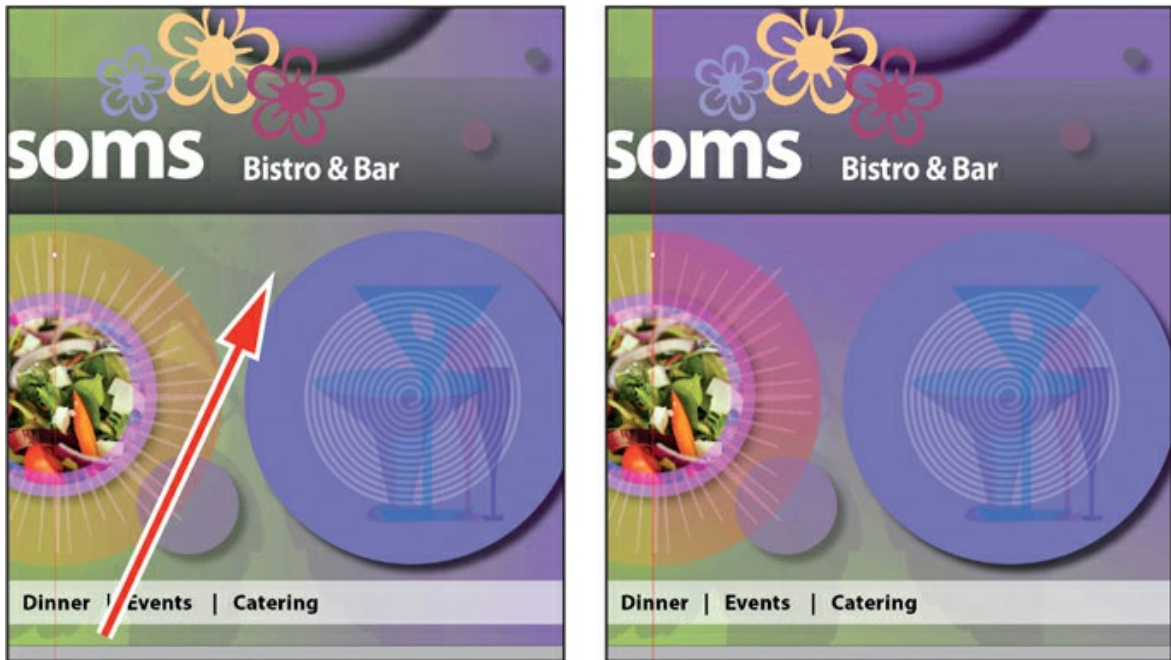 soms
Bistro & Bar
Dinner | Events | Catering
soms
Bistro & Bar
Dinner | Events | Catering